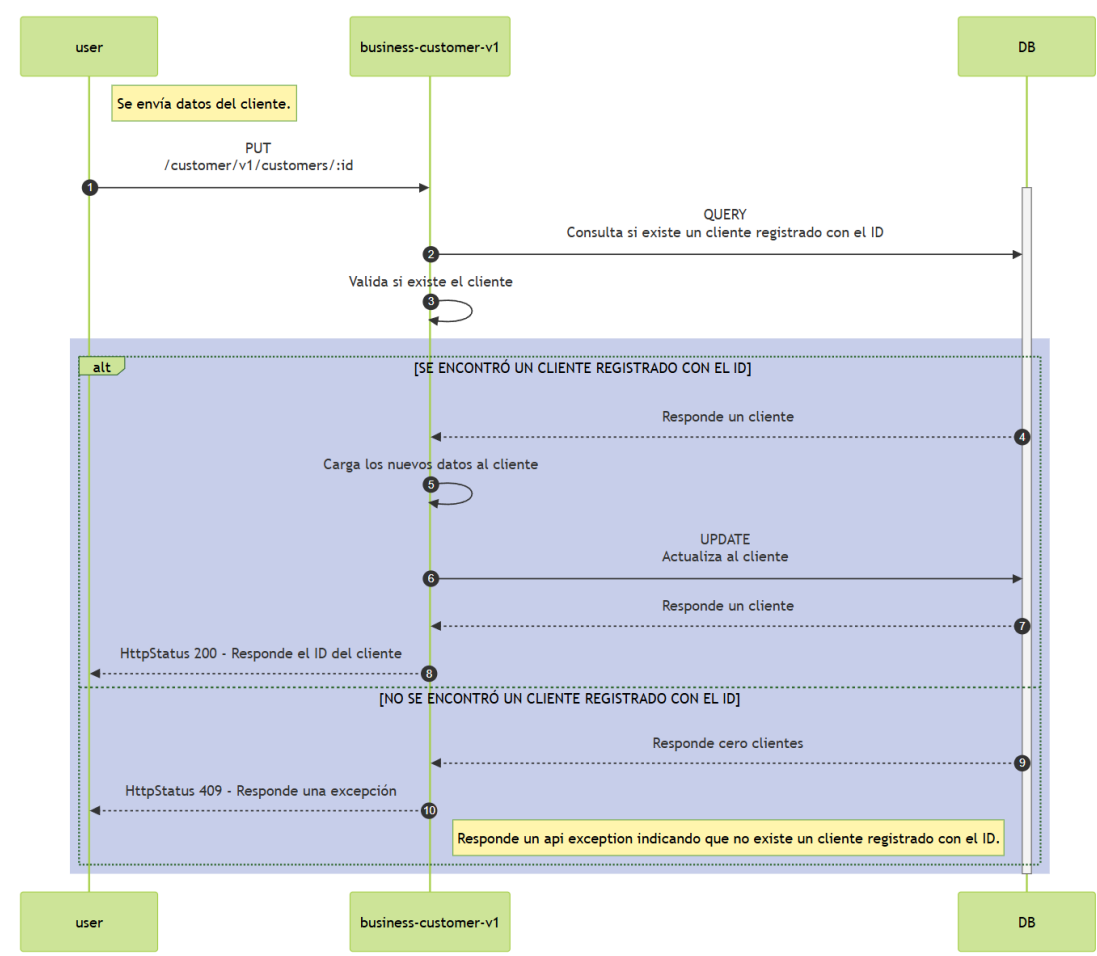 user
business-customer-v1
DB
Se envía datos del cliente.
PUT
/customer/v1/customers/:id
1
QUERY
Consulta si existe un cliente registrado con el ID
2
Valida si existe el cliente
3
alt
[SE ENCONTRÓ UN CLIENTE REGISTRADO CON EL ID]
Responde un cliente
4
Carga los nuevos datos al cliente
5
UPDATE
Actualiza al cliente
6
Responde un cliente
7
HttpStatus 200 - Responde el ID del cliente
8
[NO SE ENCONTRÓ UN CLIENTE REGISTRADO CON EL ID]
Responde cero clientes
9
HttpStatus 409 - Responde una excepción
10
Responde un api exception indicando que no existe un cliente registrado con el ID.
user
business-customer-v1
DB